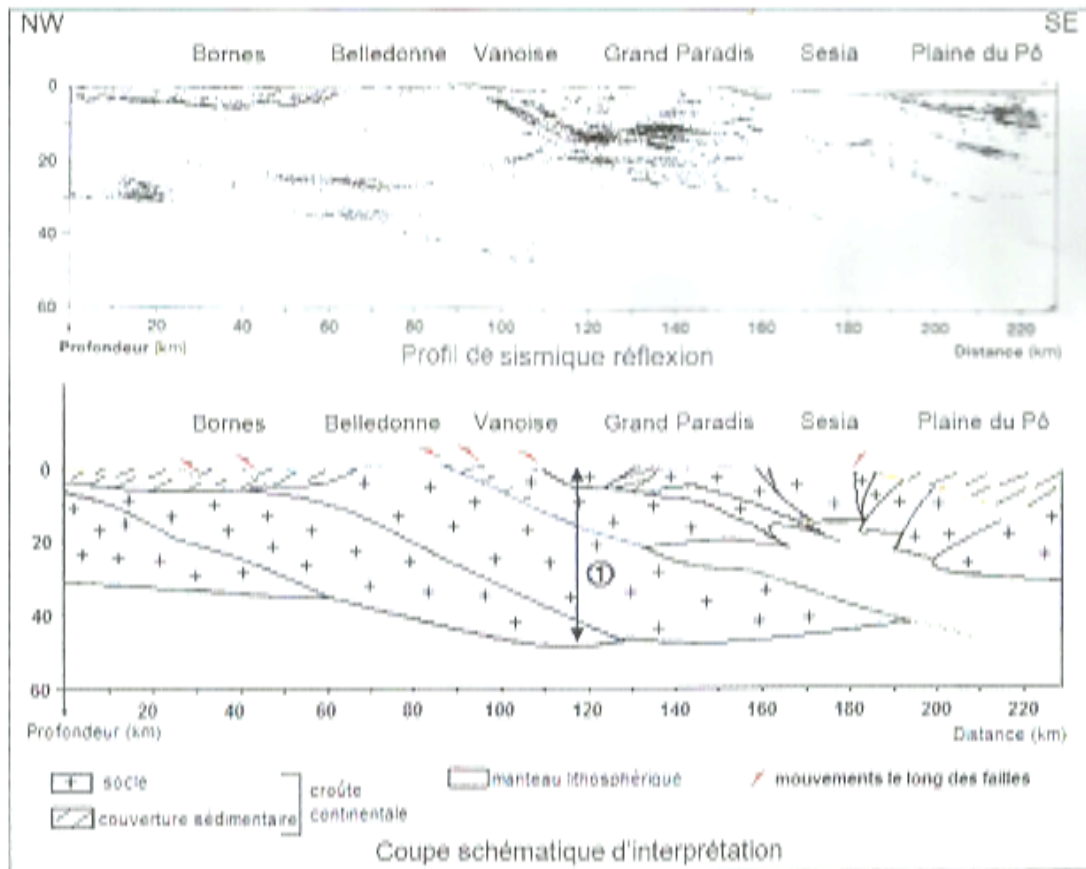 NW SE
Bornes Belledonne Vanoise Grand Paradis Sesia Plaine du Pô
0
20
40
60
20 40 60 80 100 120 140 160 180 200 220
Profondeur (km) Profil de sismique réflexion Distance (km)
Bornes Belledonne Vanoise Grand Paradis Sesia Plaine du Pô
0
20
①
40
60
20 40 60 80 100 120 140 160 180 200 220
Profondeur (km) Distance (km)
socle manteau lithosphérique mouvements le long des failles
couverture sédimentaire croûte continentale
Coupe schématique d'interprétation